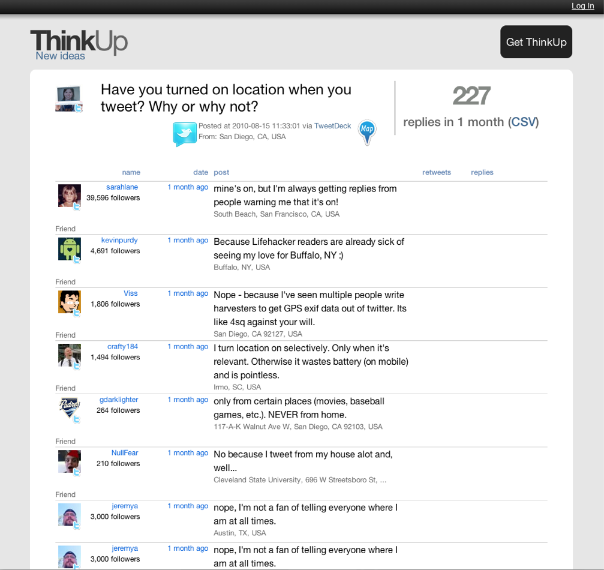 Log In
ThinkUp
New ideas
Get ThinkUp
Have you turned on location when you
tweet? Why or why not?
Posted at 2010-08-15 11:33:01 via TweetDeck
From: San Diego, CA, USA
Map
227
replies in 1 month (CSV)
name date post retweets replies
sarahlane 1 month ago mine's on, but I'm always getting replies from
39,596 followers people warning me that it's on!
South Beach, San Francisco, CA, USA
Friend
kevinpurdy 1 month ago Because Lifehacker readers are already sick of
4,691 followers seeing my love for Buffalo, NY :)
Buffalo, NY, USA
Friend
Viss 1 month ago Nope - because I've seen multiple people write
1,806 followers harvesters to get GPS exif data out of twitter. Its
like 4sq against your will.
San Diego, CA 92127, USA
Friend
crafty184 1 month ago I turn location on selectively. Only when it's
1,494 followers relevant. Otherwise it wastes battery (on mobile)
and is pointless.
Irmo, SC, USA
Friend
gdarklighter 1 month ago only from certain places (movies, baseball
264 followers games, etc.). NEVER from home.
117-A-K Walnut Ave W, San Diego, CA 92103, USA
Padres
Friend
NullFear 1 month ago No because I tweet from my house alot and,
210 followers well...
Cleveland State University, 696 W Streetsboro St, ...
Friend
jeremya 1 month ago nope, I'm not a fan of telling everyone where I
3,000 followers am at all times.
Austin, TX, USA
jeremya 1 month ago nope, I'm not a fan of telling everyone where I
3,000 followers am at all times.